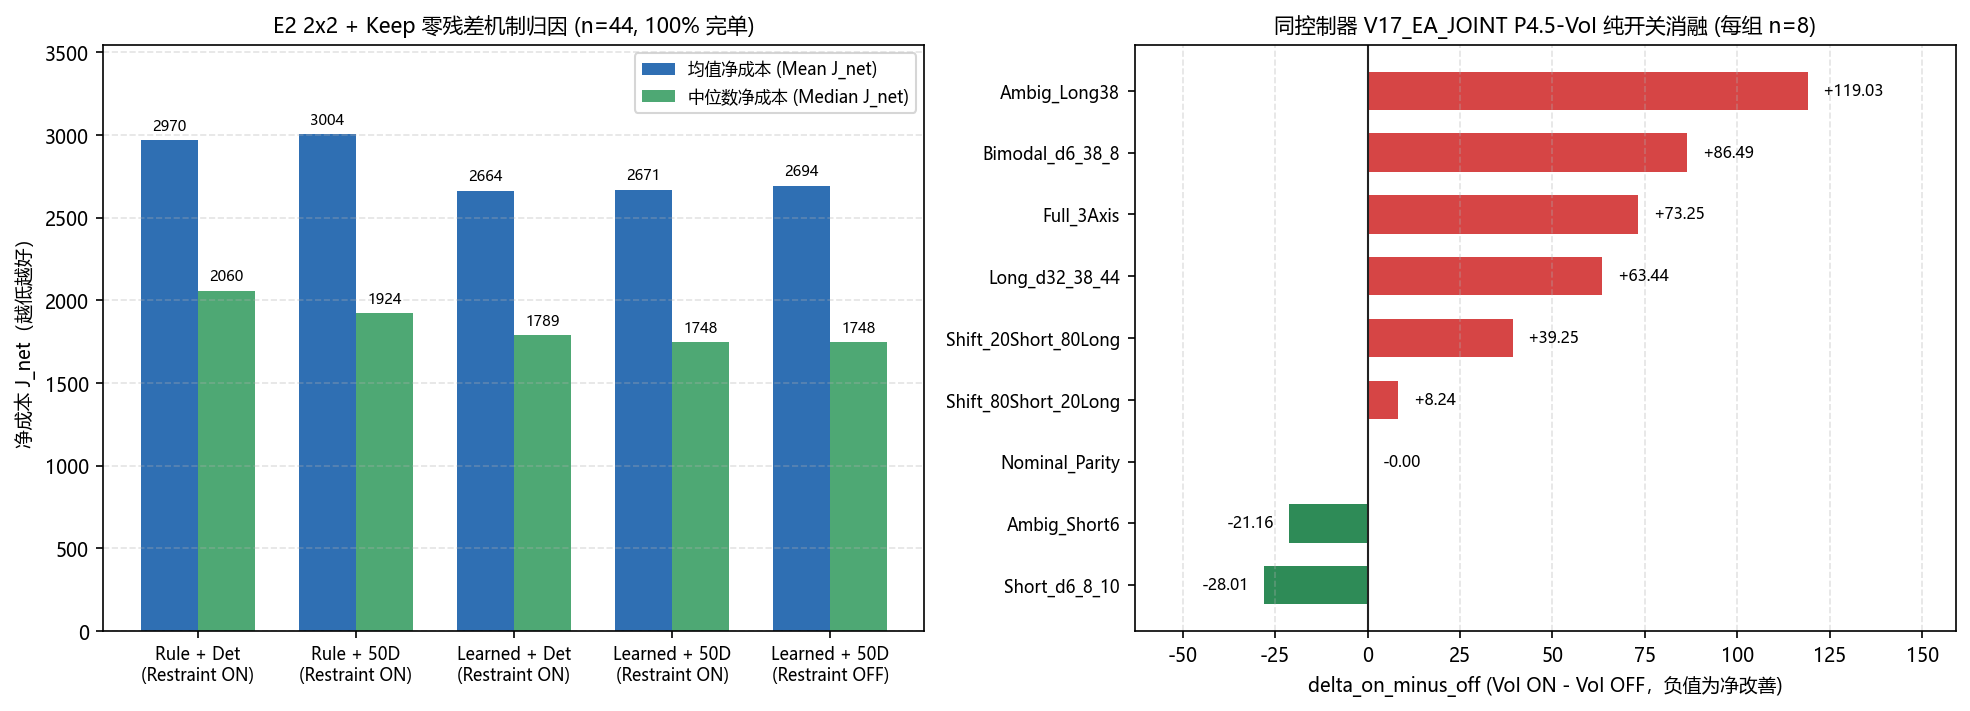 E2 2x2 + Keep 零残差机制归因 (n=44, 100% 完单)
净成本 J_net（越低越好）
3500
3000
2500
2000
1500
1000
500
0
均值净成本 (Mean J_net)
中位数净成本 (Median J_net)
2970
2060
3004
1924
2664
1789
2671
1748
2694
1748
Rule + Det
(Restraint ON)
Rule + 50D
(Restraint ON)
Learned + Det
(Restraint ON)
Learned + 50D
(Restraint ON)
Learned + 50D
(Restraint OFF)
同控制器 V17_EA_JOINT P4.5-VoI 纯开关消融 (每组 n=8)
Ambig_Long38
+119.03
Bimodal_d6_38_8
+86.49
Full_3Axis
+73.25
Long_d32_38_44
+63.44
Shift_20Short_80Long
+39.25
Shift_80Short_20Long
+8.24
Nominal_Parity
-0.00
Ambig_Short6
-21.16
Short_d6_8_10
-28.01
-50
-25
0
25
50
75
100
125
150
delta_on_minus_off (VoI ON - VoI OFF，负值为净改善)